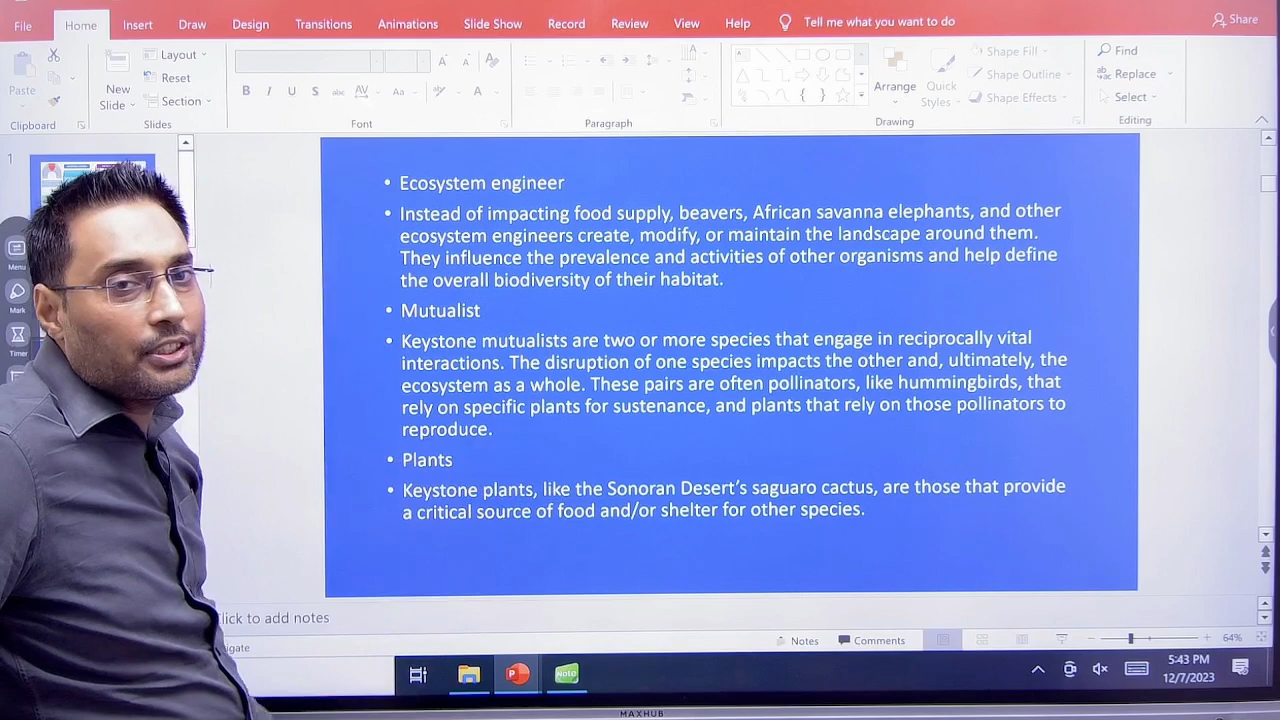 File Home Insert Draw Design Transitions Animations Slide Show Record Review View Help Tell me what you want to do Share
Paste
Clipboard
New Slide
Layout
Reset
Section
Slides
B I U S abc AV Aa A
Font
Paragraph
Arrange
Quick Styles
Shape Fill
Shape Outline
Shape Effects
Drawing
Find
Replace
Select
Editing
1
Menu
Mark
Timer
• Ecosystem engineer
• Instead of impacting food supply, beavers, African savanna elephants, and other
ecosystem engineers create, modify, or maintain the landscape around them.
They influence the prevalence and activities of other organisms and help define
the overall biodiversity of their habitat.
• Mutualist
• Keystone mutualists are two or more species that engage in reciprocally vital
interactions. The disruption of one species impacts the other and, ultimately, the
ecosystem as a whole. These pairs are often pollinators, like hummingbirds, that
rely on specific plants for sustenance, and plants that rely on those pollinators to
reproduce.
• Plants
• Keystone plants, like the Sonoran Desert's saguaro cactus, are those that provide
a critical source of food and/or shelter for other species.
lick to add notes
igate
Notes Comments 64%
Note
5:43 PM
12/7/2023
MAXHUB